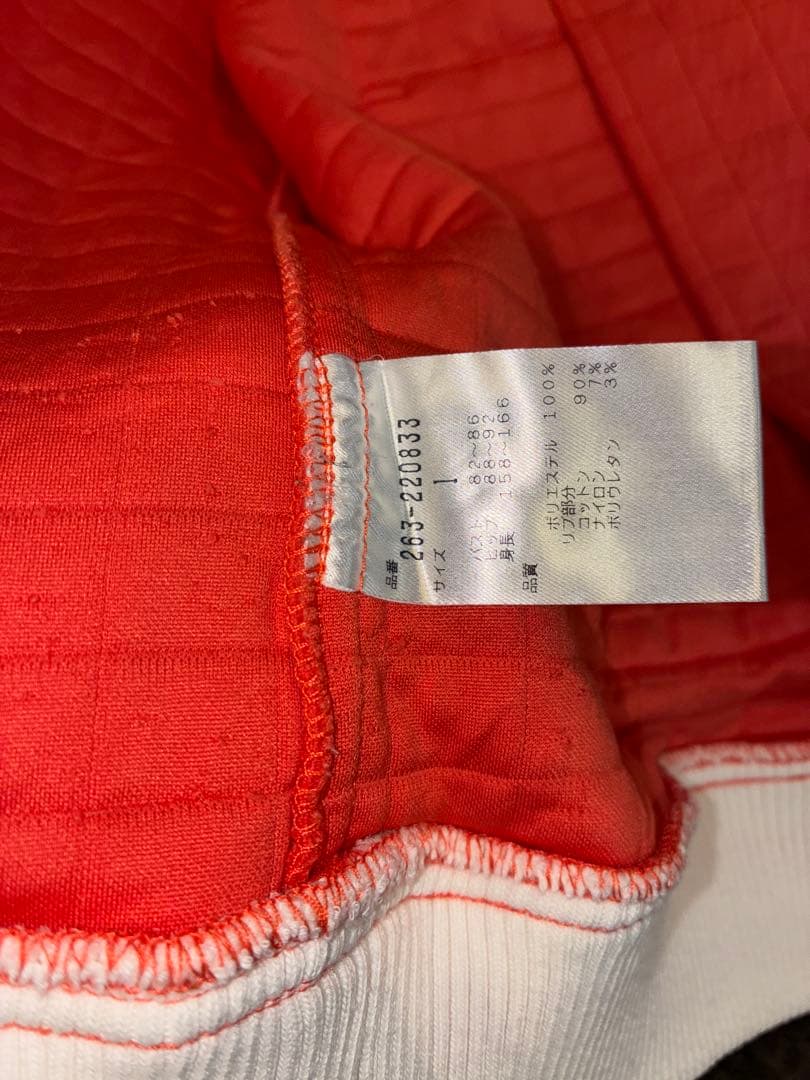 品番
263-220833
サイズ 1
バスト 82~86
ヒップ 88~92
身長 158~166
品質
ポリエステル 100%
リブ部分
コットン 90%
ナイロン 7%
ポリウレタン 3%